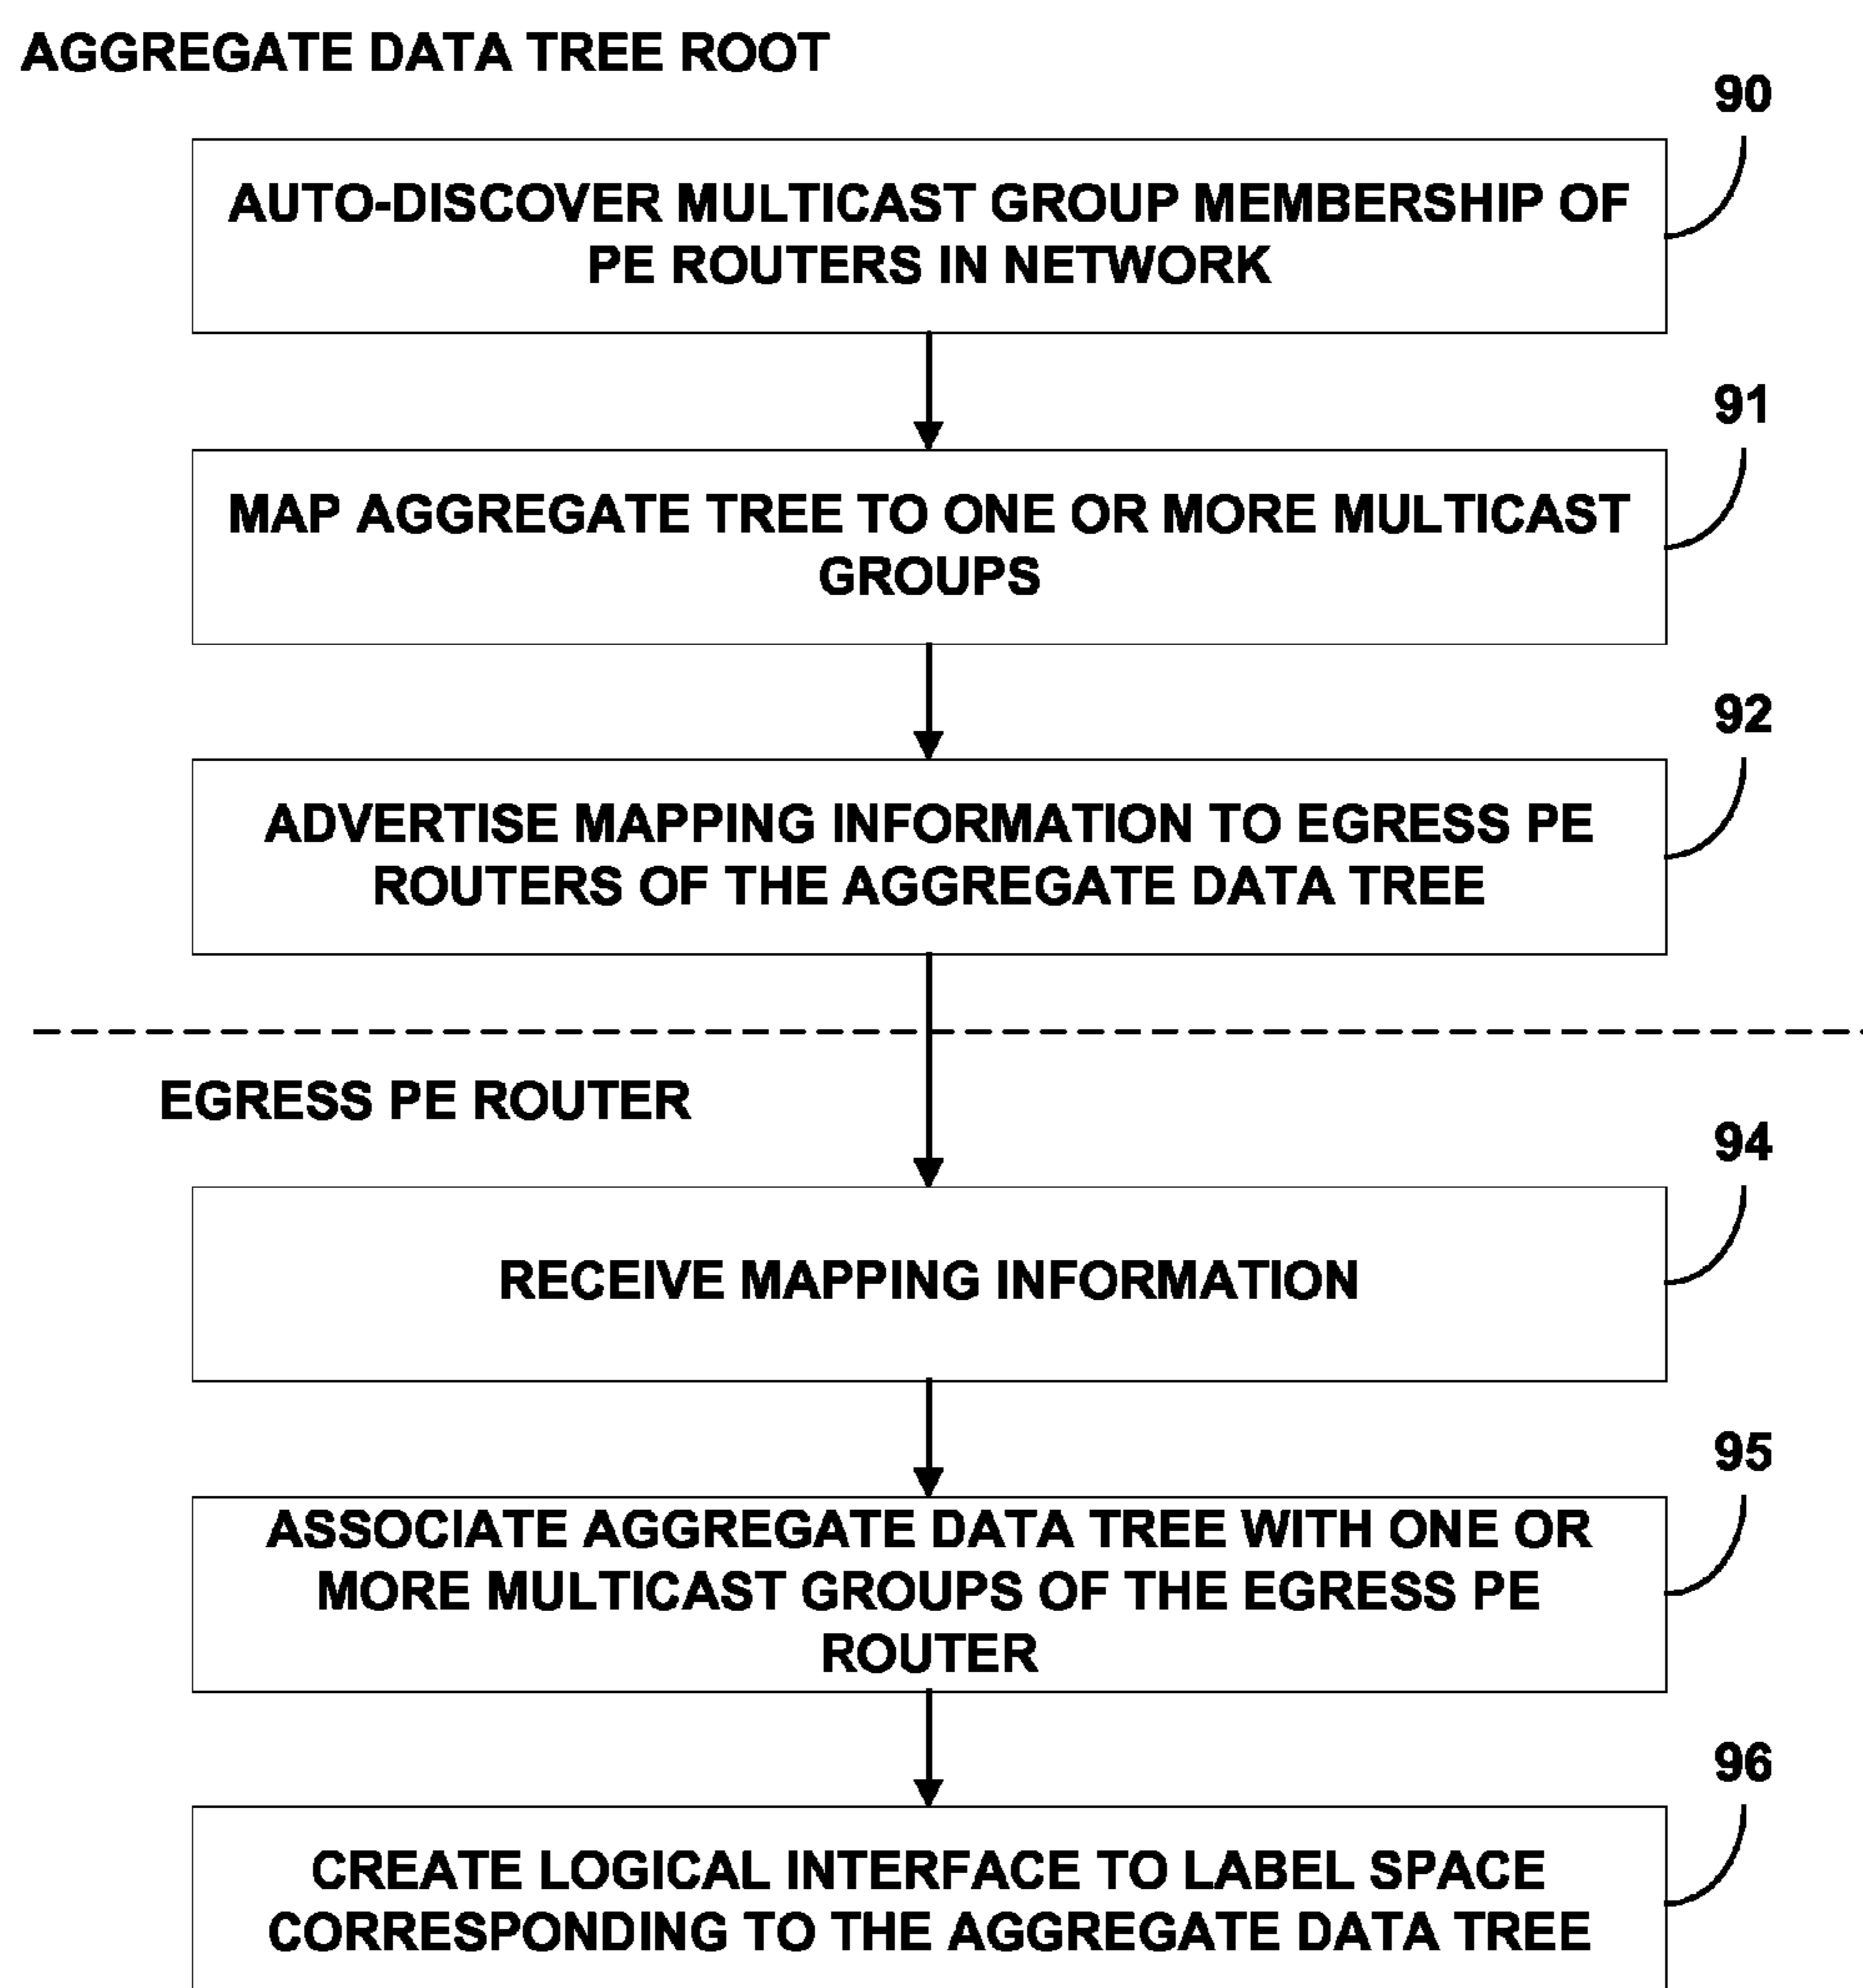 AGGREGATE DATA TREE ROOT
90
AUTO-DISCOVER MULTICAST GROUP MEMBERSHIP OF
PE ROUTERS IN NETWORK
91
MAP AGGREGATE TREE TO ONE OR MORE MULTICAST
GROUPS
92
ADVERTISE MAPPING INFORMATION TO EGRESS PE
ROUTERS OF THE AGGREGATE DATA TREE
EGRESS PE ROUTER
94
RECEIVE MAPPING INFORMATION
95
ASSOCIATE AGGREGATE DATA TREE WITH ONE OR
MORE MULTICAST GROUPS OF THE EGRESS PE
ROUTER
96
CREATE LOGICAL INTERFACE TO LABEL SPACE
CORRESPONDING TO THE AGGREGATE DATA TREE